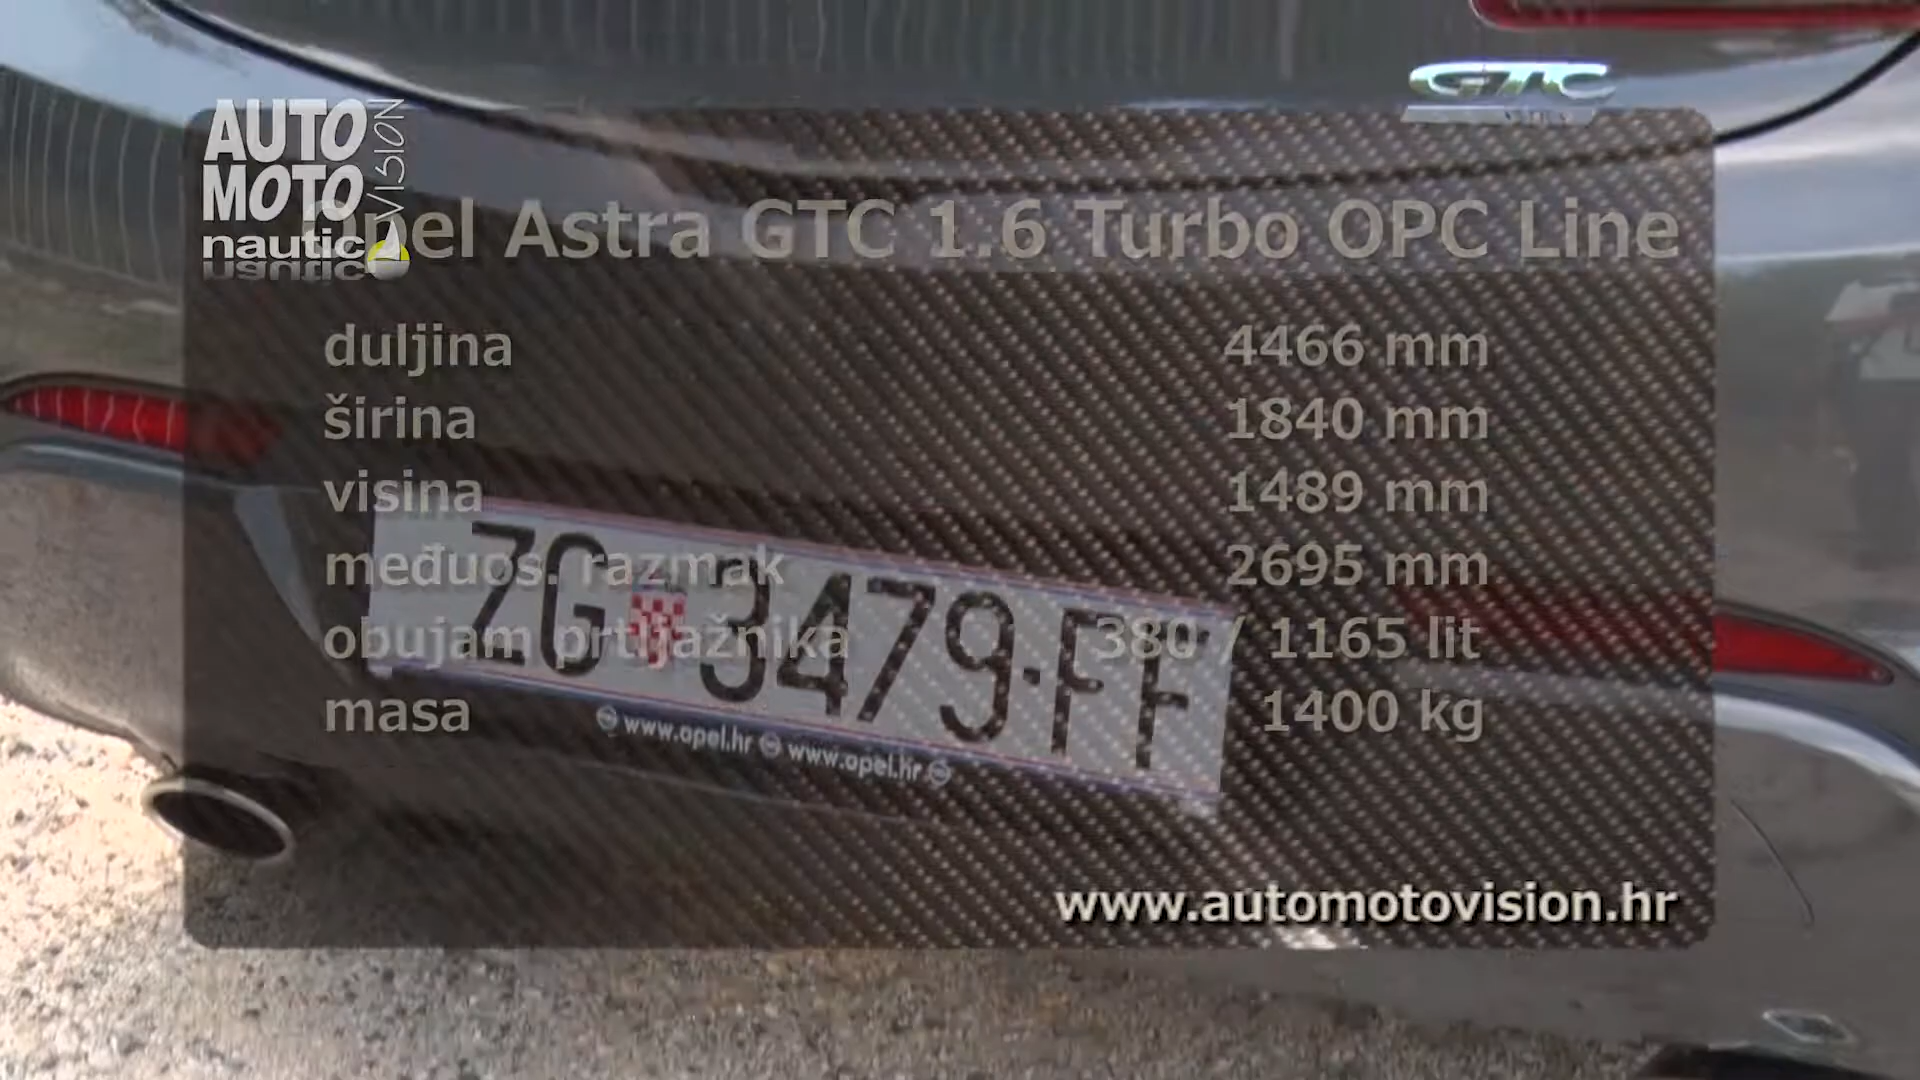 GTC
AUTO
MOTO
VISION
nautic
Opel Astra GTC 1.6 Turbo OPC Line
duljina 4466 mm
širina 1840 mm
visina 1489 mm
međuos. razmak 2695 mm
obujam prtljažnika 380 / 1165 lit
masa 1400 kg
ZG 3479-FF
www.opel.hr www.opel.hr
www.automotovision.hr